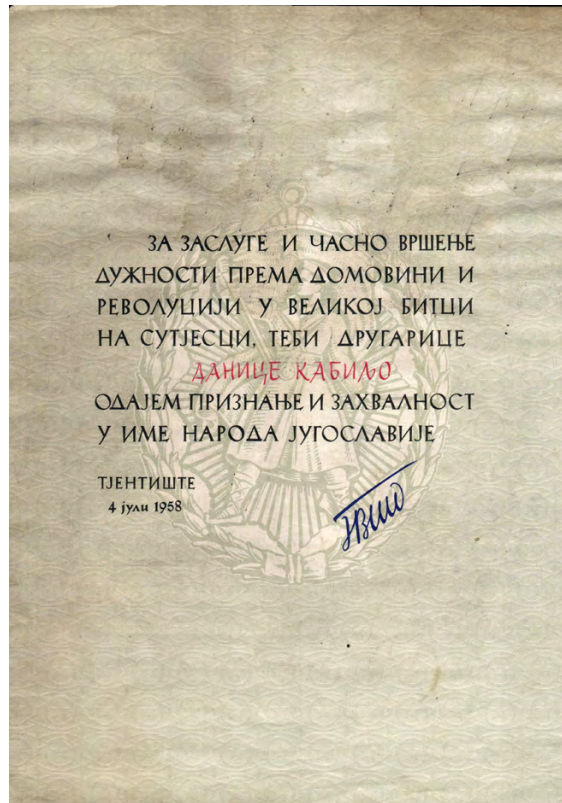 ЗА ЗАСЛУГЕ И ЧАСНО ВРШЕЊЕ
ДУЖНОСТИ ПРЕМА ДОМОВИНИ И
РЕВОЛУЦИЈИ У ВЕЛИКОЈ БИТЦИ
НА СУТЈЕСЦИ, ТЕБИ ДРУГАРИЦЕ
ДАНИЦЕ КАБИЉО
ОДАЈЕМ ПРИЗНАЊЕ И ЗАХВАЛНОСТ
У ИМЕ НАРОДА ЈУГОСЛАВИЈЕ
ТЈЕНТИШТЕ
4 јули 1958